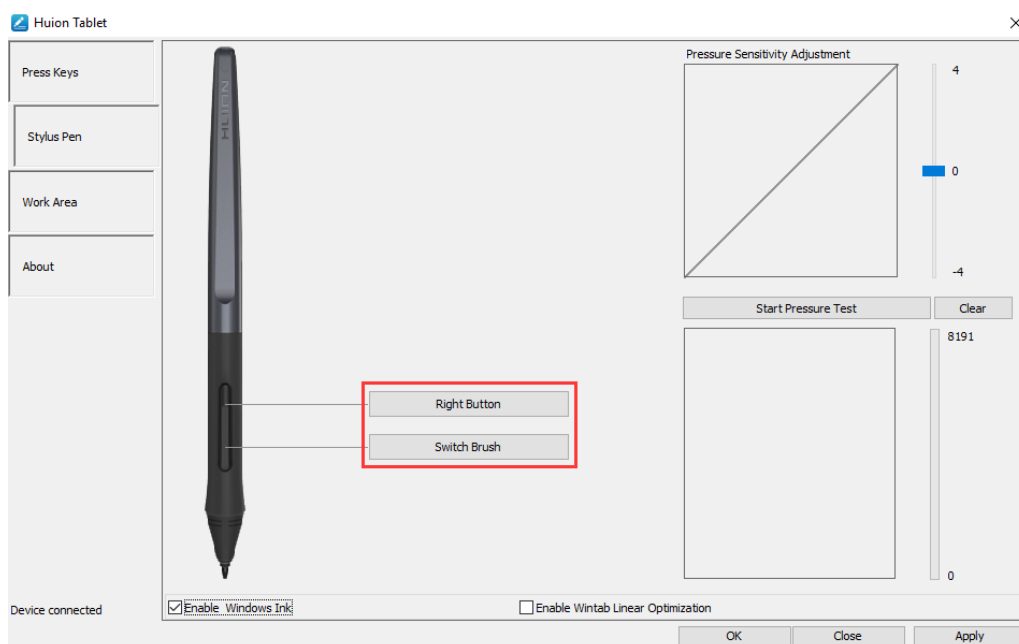 Huion Tablet
Press Keys
Stylus Pen
Work Area
About
Device connected
HUION
Right Button
Switch Brush
Pressure Sensitivity Adjustment
4
0
-4
Start Pressure Test
Clear
8191
0
Enable Windows Ink
Enable Wintab Linear Optimization
OK
Close
Apply